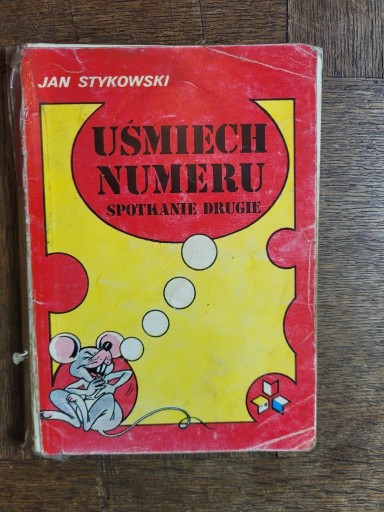 JAN STYKOWSKI
UŚMIECH
NUMERU
SPOTKANIE DRUGIE